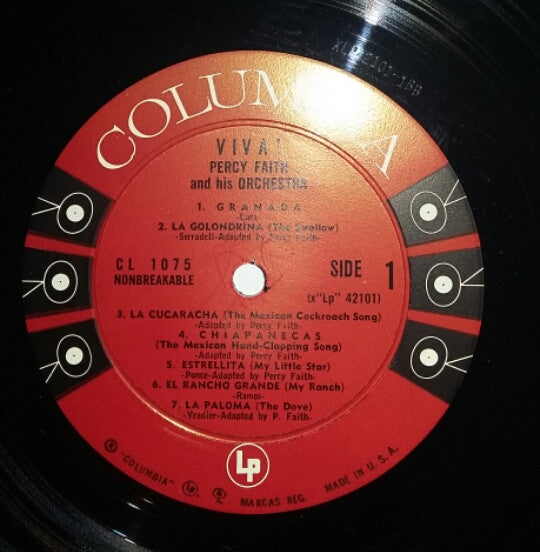 COLUMBIA
VIVA!
PERCY FAITH
and his ORCHESTRA
1. GRANADA
-Lara-
2. LA GOLONDRINA (The Swallow)
-Serradell-Adapted by Percy Faith-
CL 1075
NONBREAKABLE
SIDE 1
(x"Lp" 42101)
3. LA CUCARACHA (The Mexican Cockroach Song)
-Adapted by Percy Faith-
4. CHIAPANECAS
(The Mexican Hand-Clapping Song)
-Adapted by Percy Faith-
5. ESTRELLITA (My Little Star)
-Ponce-Adapted by Percy Faith-
6. EL RANCHO GRANDE (My Ranch)
-Ramos-
7. LA PALOMA (The Dove)
-Yradier-Adapted by P. Faith-
Lp
® "COLUMBIA" Lp MARCAS REG. MADE IN U.S.A.